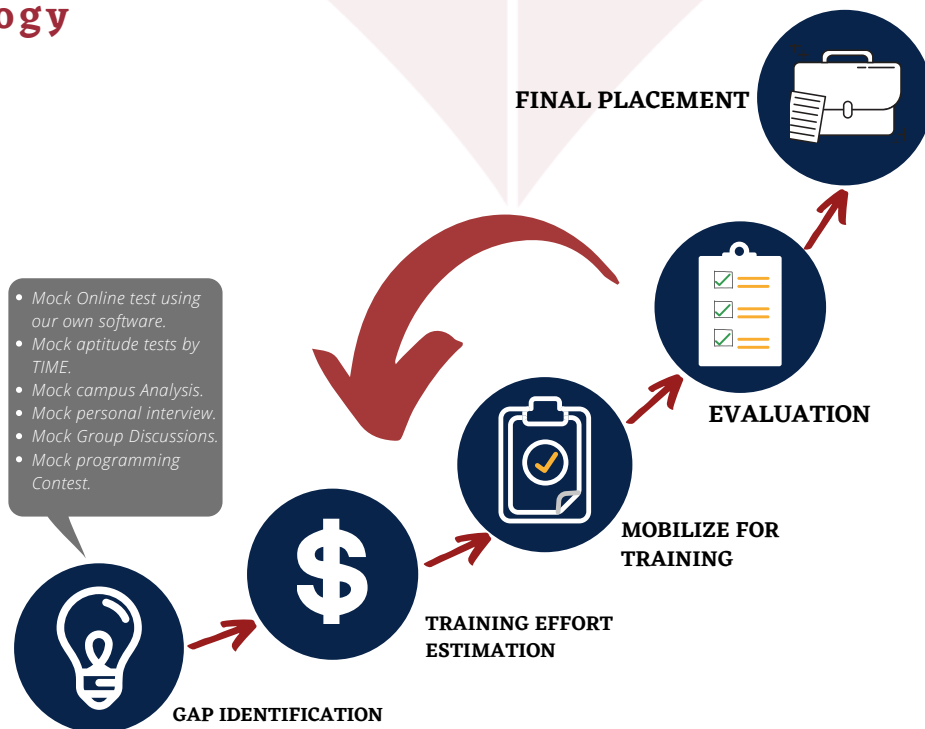 ogy
FINAL PLACEMENT
• Mock Online test using
our own software.
• Mock aptitude tests by
TIME.
• Mock campus Analysis.
• Mock personal interview.
• Mock Group Discussions.
• Mock programming
Contest.
EVALUATION
$
MOBILIZE FOR
TRAINING
TRAINING EFFORT
ESTIMATION
GAP IDENTIFICATION